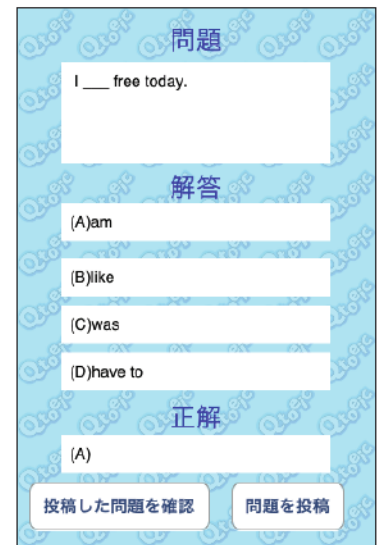 問題
I ___ free today.
解答
(A)am
(B)like
(C)was
(D)have to
正解
(A)
投稿した問題を確認
問題を投稿